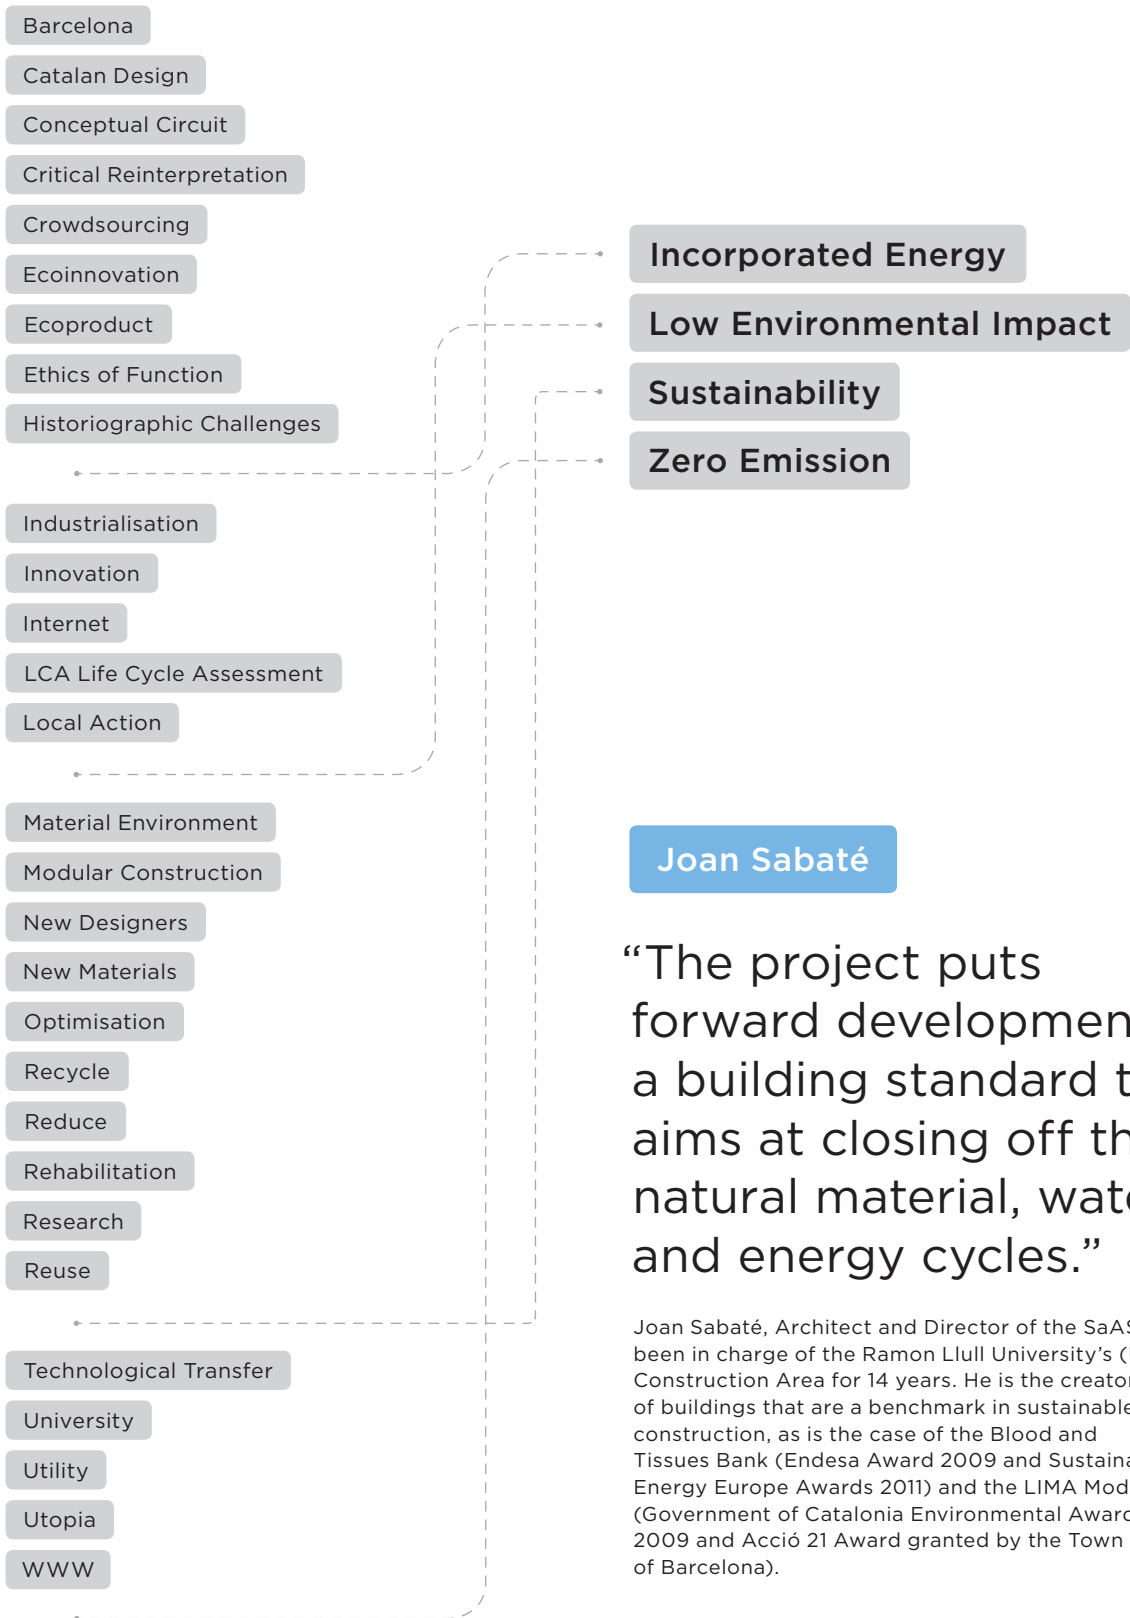 Barcelona
Catalan Design
Conceptual Circuit
Critical Reinterpretation
Crowdsourcing
Ecoinnovation
Ecoproduct
Ethics of Function
Historiographic Challenges
Industrialisation
Innovation
Internet
LCA Life Cycle Assessment
Local Action
Material Environment
Modular Construction
New Designers
New Materials
Optimisation
Recycle
Reduce
Rehabilitation
Research
Reuse
Technological Transfer
University
Utility
Utopia
WWW
Incorporated Energy
Low Environmental Impact
Sustainability
Zero Emission
Joan Sabaté
“The project puts
forward
a building standard
aims at closing off
natural material,
and energy cycles.”
Joan Sabaté, Architect and Director of the
been in charge of the Ramon Llull University’s
Construction Area for 14 years. He is the creator
of buildings that are a benchmark in sustainable
construction, as is the case of the Blood and
Tissues Bank (Endesa Award 2009 and
Energy Europe Awards 2011) and the LIMA
(Government of Catalonia Environmental
2009 and Acció 21 Award granted by the Town
of Barcelona).